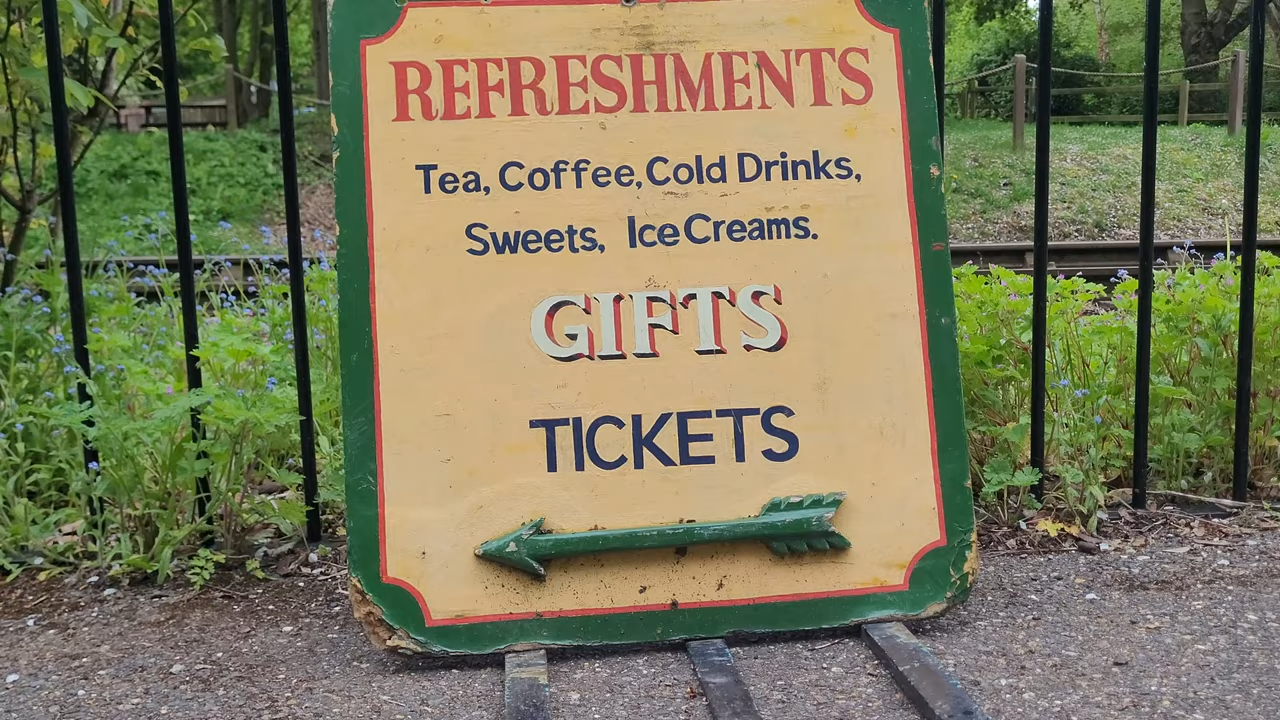 REFRESHMENTS
Tea, Coffee, Cold Drinks,
Sweets, Ice Creams.
GIFTS
TICKETS